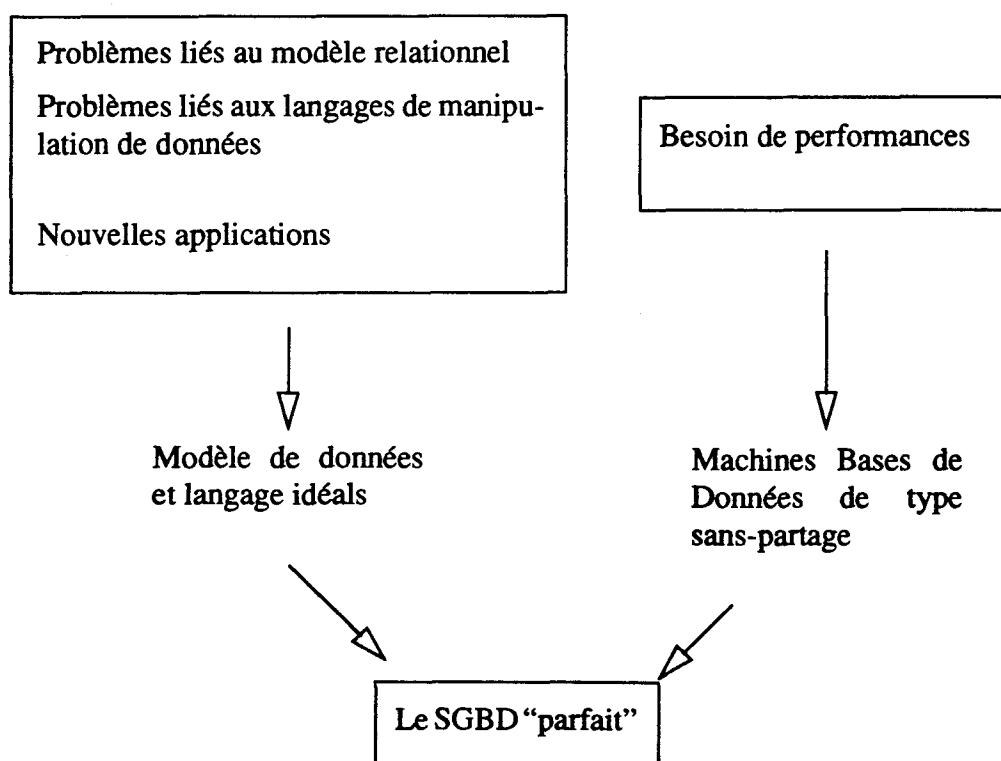 Problèmes liés au modèle relationnel
Problèmes liés aux langages de manipu-
lation de données
Nouvelles applications
Besoin de performances
Modèle de données
et langage idéals
Machines Bases de
Données de type
sans-partage
Le SGBD “parfait”